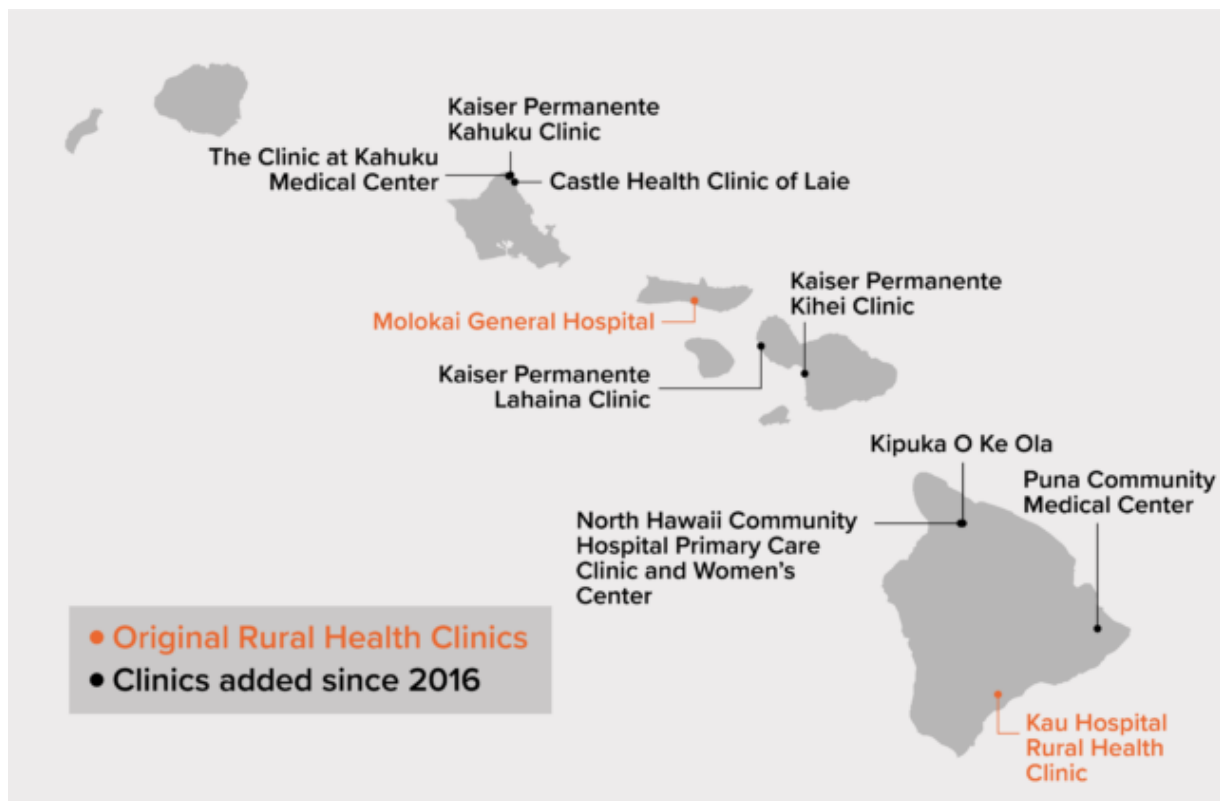 Kaiser Permanente
Kahuku Clinic
The Clinic at Kahuku
Medical Center
Castle Health Clinic of Laie
Molokai General Hospital
Kaiser Permanente
Kihei Clinic
Kaiser Permanente
Lahaina Clinic
Kipuka O Ke Ola
Puna Community
Medical Center
North Hawaii Community
Hospital Primary Care
Clinic and Women's
Center
• Original Rural Health Clinics
• Clinics added since 2016
Kau Hospital
Rural Health
Clinic